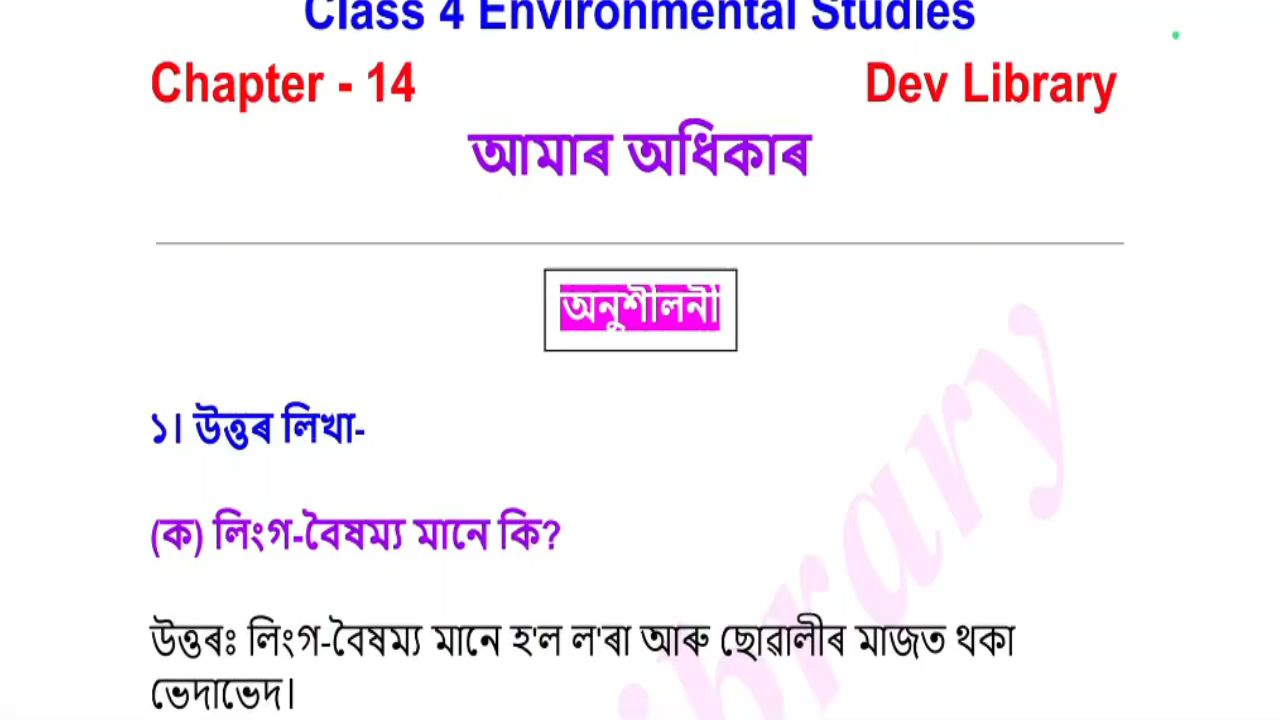 Class 4 Environmental Studies
Chapter - 14 Dev Library
আমাৰ অধিকাৰ
অনুশীলনী
১। উত্তৰ লিখা-
(ক) লিংগ-বৈষম্য মানে কি?
উত্তৰঃ লিংগ-বৈষম্য মানে হ'ল ল'ৰা আৰু ছোৱালীৰ মাজত থকা
ভেদাভেদ।
brary